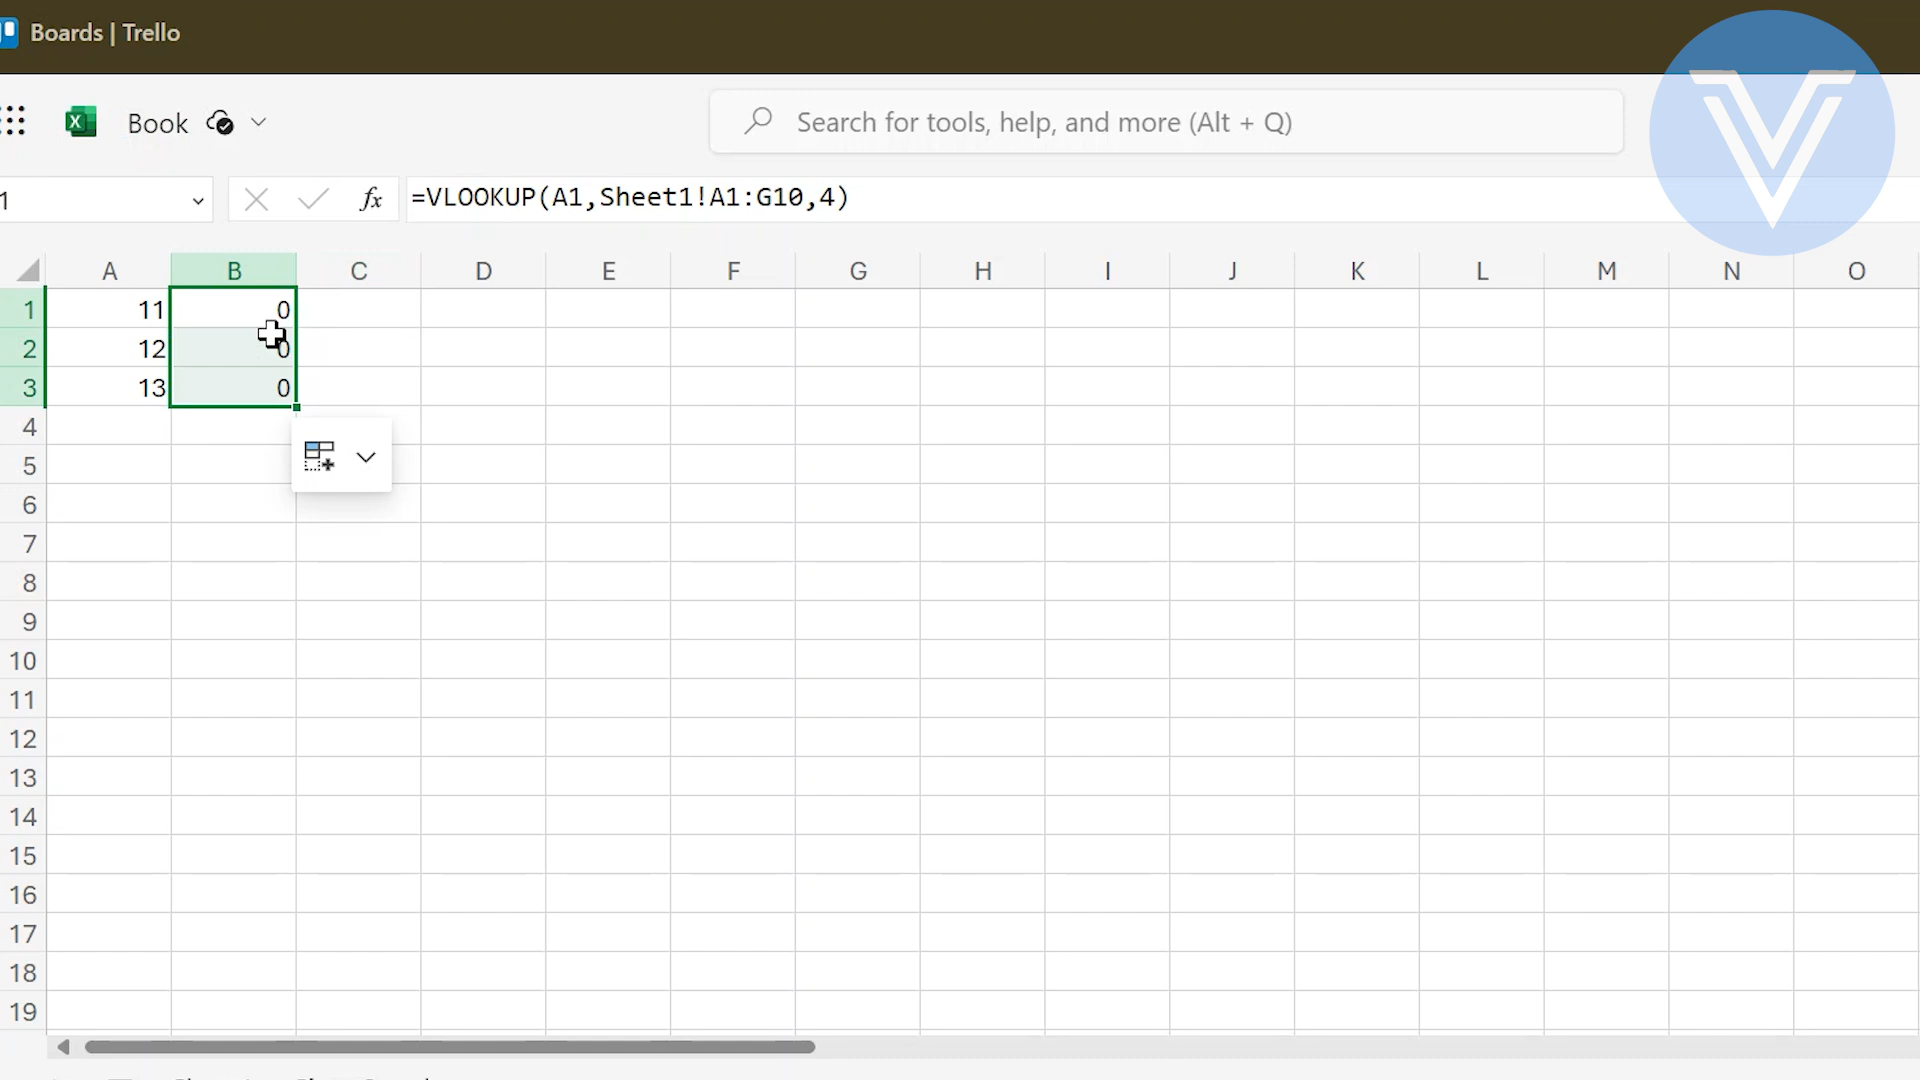 Boards | Trello
Book
Search for tools, help, and more (Alt + Q)
=VLOOKUP(A1,Sheet1!A1:G10,4)
A B C D E F G H I J K L M N O
1 11 0
2 12 0
3 13 0
4
5
6
7
8
9
10
11
12
13
14
15
16
17
18
19